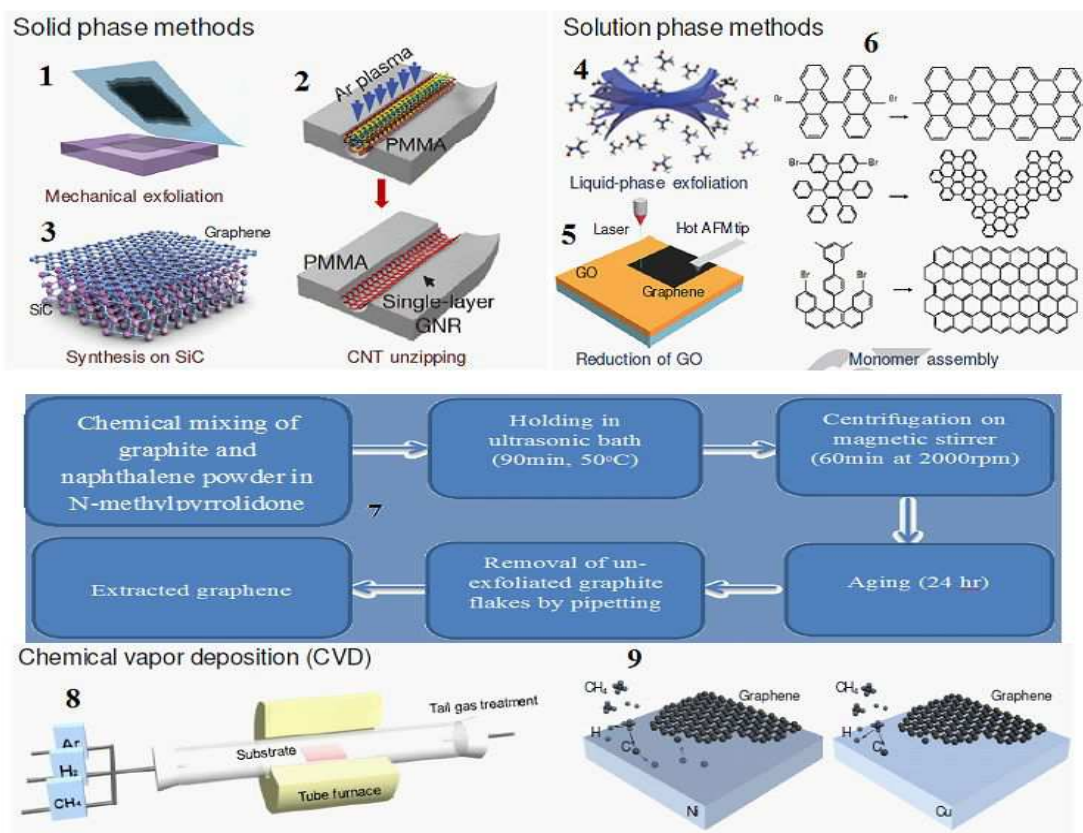 Solid phase methods
1
Mechanical exfoliation
2
Ar plasma
PMMA
PMMA
Single-layer
GNR
CNT unzipping
3
Graphene
SiC
Synthesis on SiC
Solution phase methods
4
Liquid-phase exfoliation
5
Laser
Hot AFM tip
GO
Graphene
Reduction of GO
6
Br
Br
Br
Br
Br
Br
Monomer assembly
Chemical mixing of
graphite and
naphthalene powder in
N-methylpyrrolidone
Holding in
ultrasonic bath
(90min, 50°C)
Centrifugation on
magnetic stirrer
(60min at 2000rpm)
7
Extracted graphene
Removal of un-
exfoliated graphite
flakes by pipetting
Aging (24 hr)
Chemical vapor deposition (CVD)
8
Ar
H₂
CH₄
Substrate
Tube furnace
Tail gas treatment
9
CH₄
H
C
Graphene
Ni
CH₄
H
C
Graphene
Cu